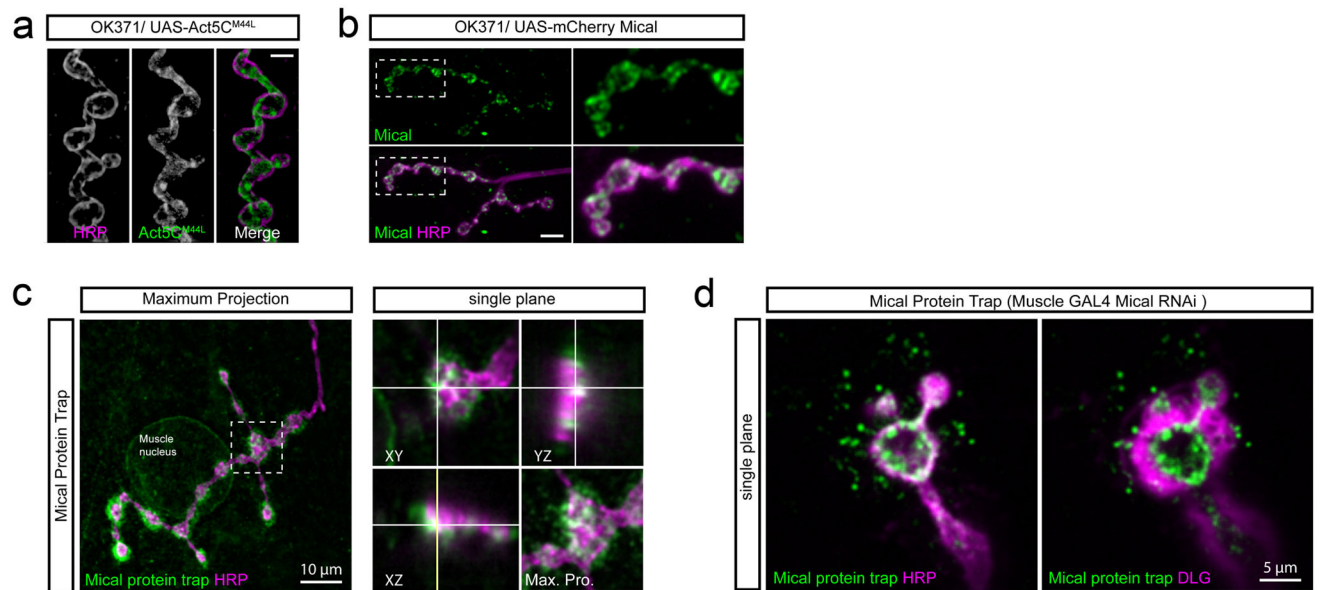 a
OK371/ UAS-Act5C^M44L
HRP
Act5C^M44L
Merge
b
OK371/ UAS-mCherry Mical
Mical
Mical HRP
c
Maximum Projection
single plane
Mical Protein Trap
Muscle
nucleus
Mical protein trap HRP
10 µm
XY
YZ
XZ
Max. Pro.
d
Mical Protein Trap (Muscle GAL4 Mical RNAi )
single plane
Mical protein trap HRP
Mical protein trap DLG
5 µm